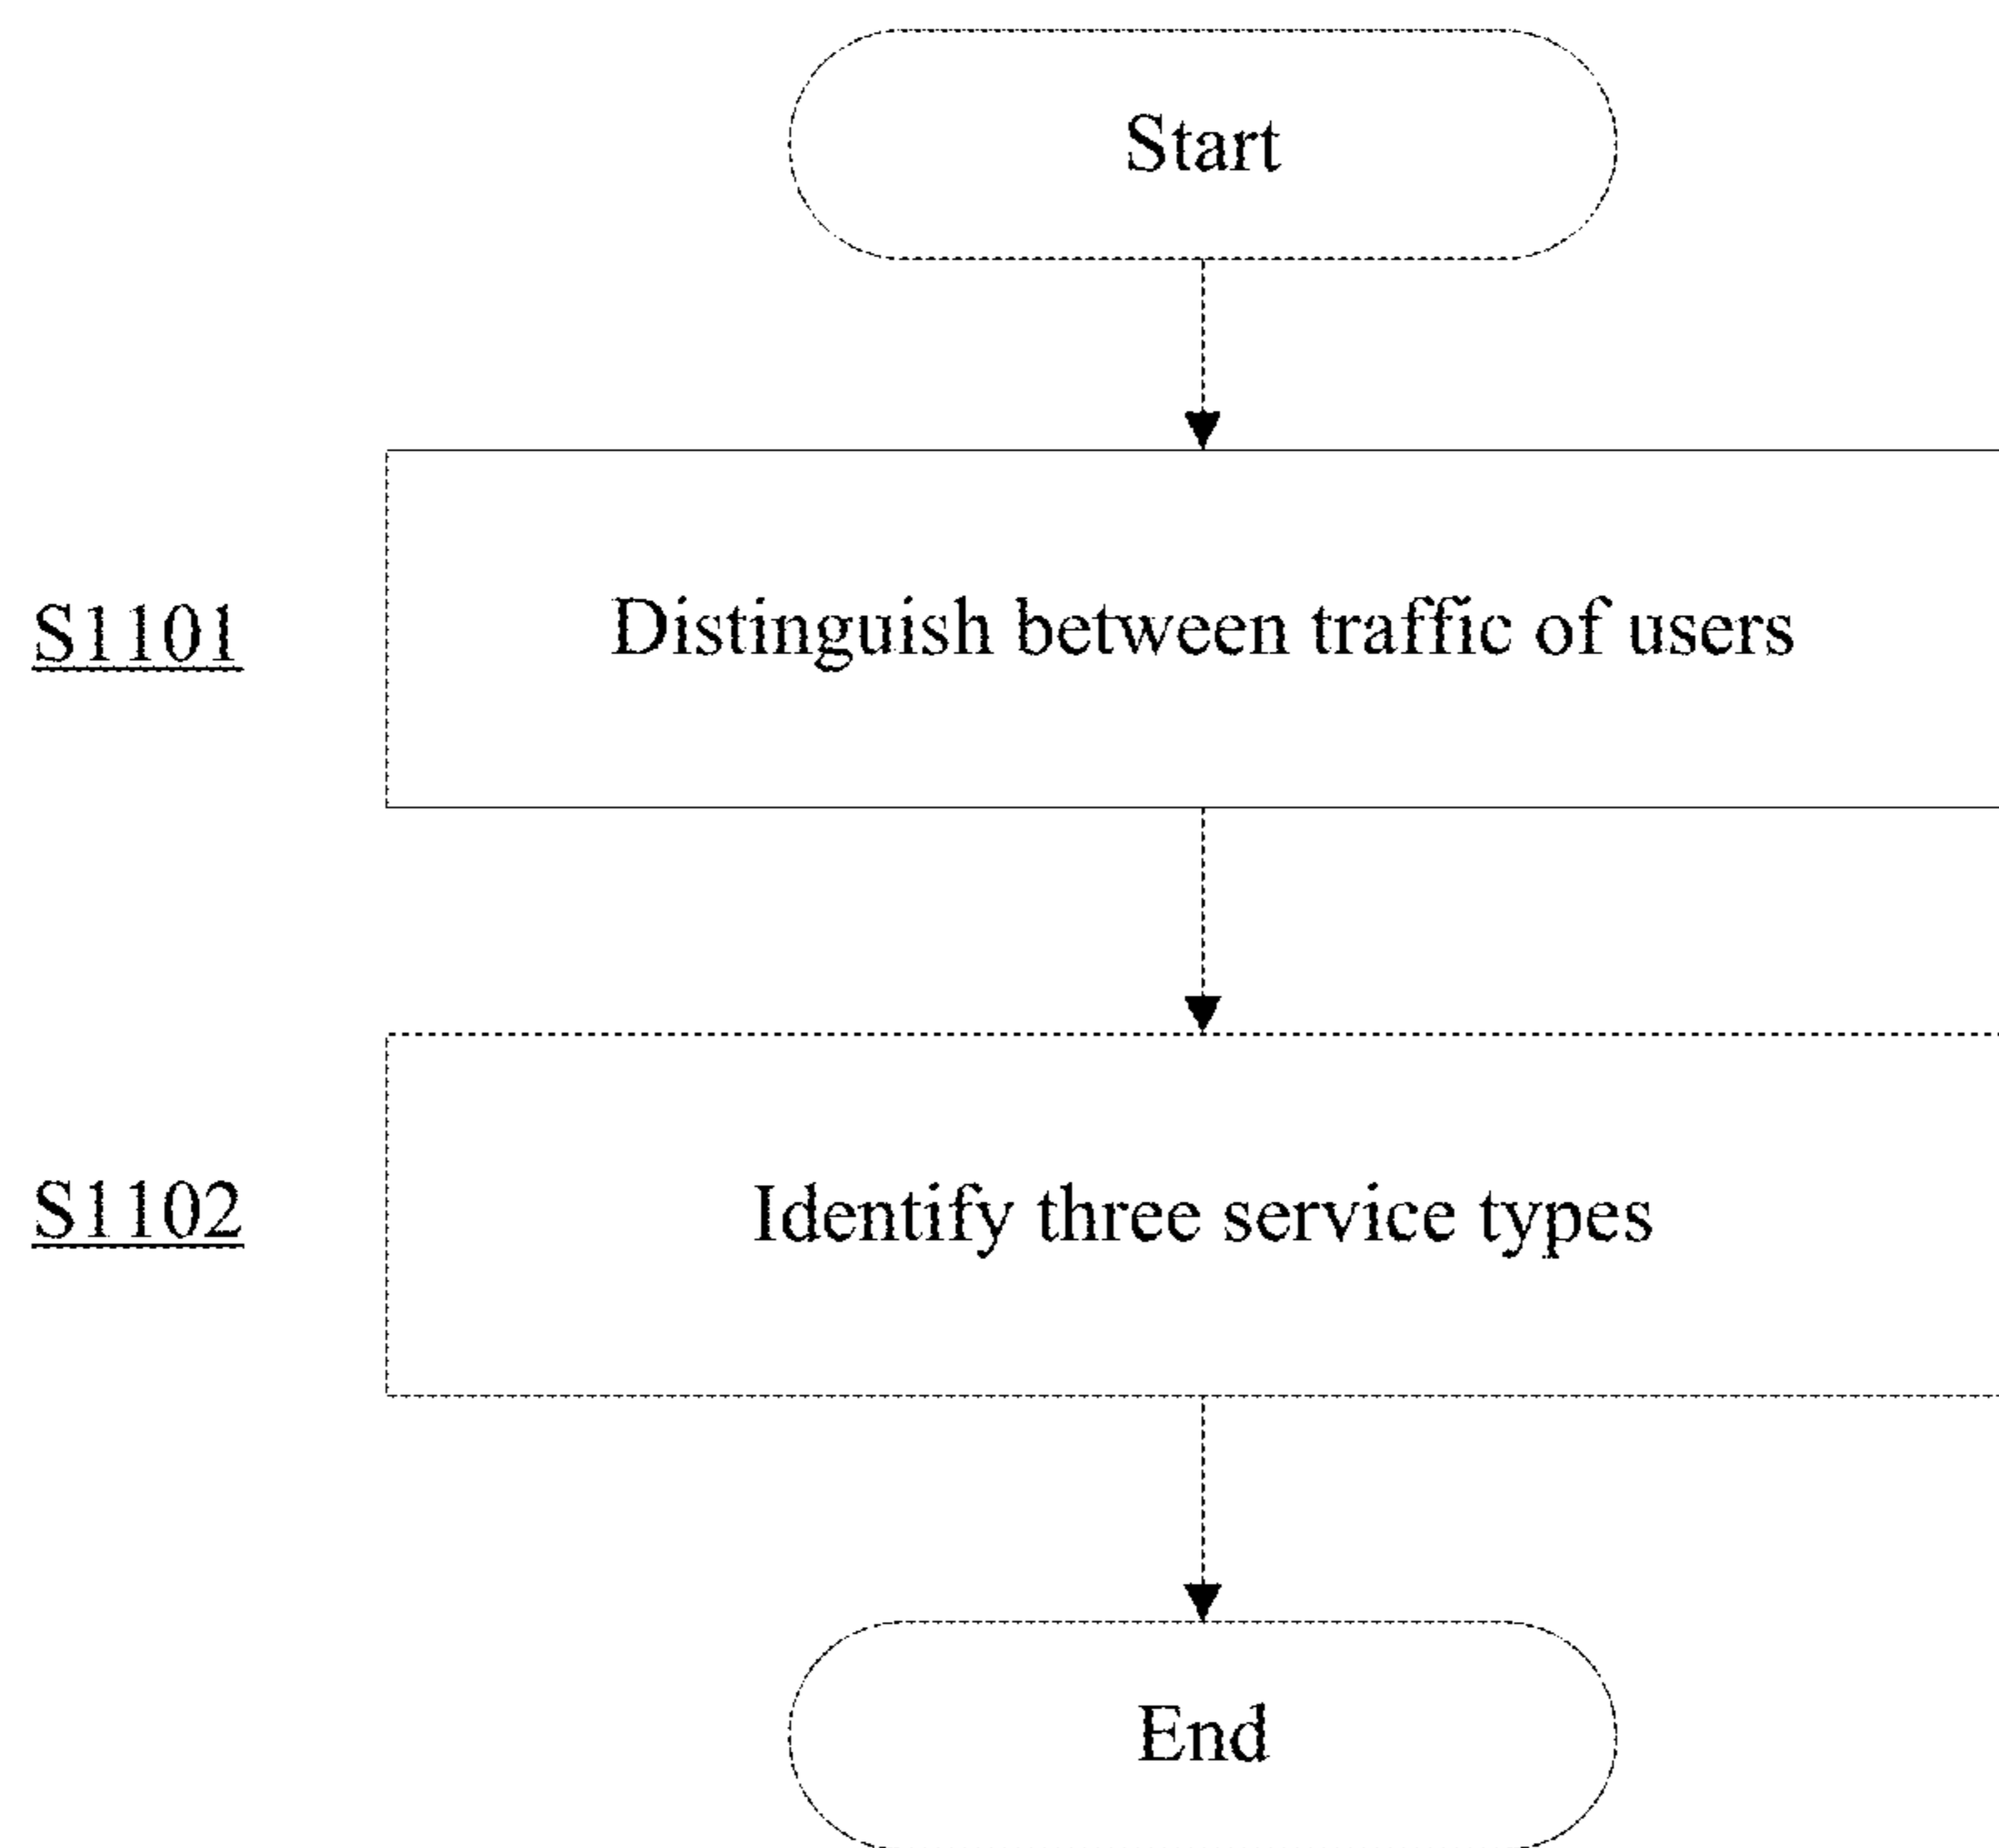 Start
S1101
Distinguish between traffic of users
S1102
Identify three service types
End